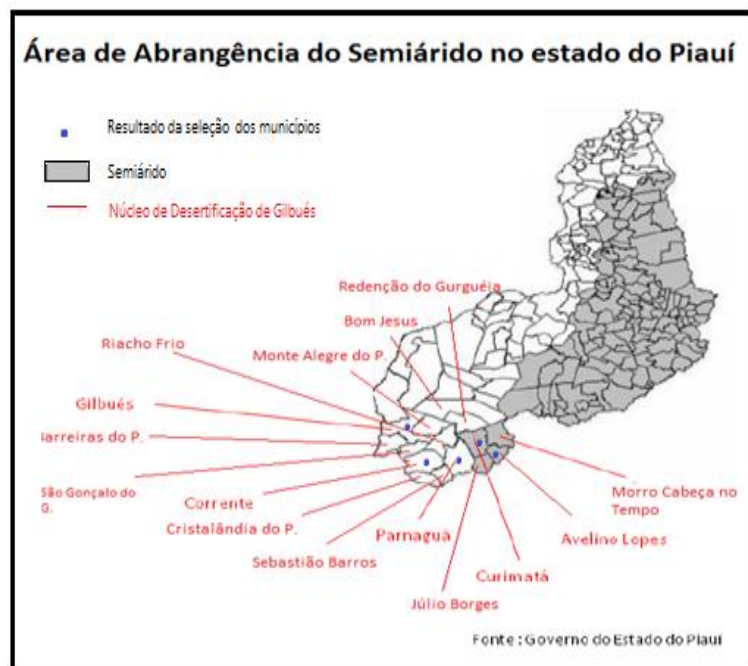 Área de Abrangência do Semiárido no estado do Piauí
Resultado da seleção dos municípios
Semiárido
Núcleo de Desertificação de Gilbués
Redenção do Gurguéia
Bom Jesus
Riacho Frio
Monte Alegre do P.
Gilbués
arreiras do P.
São Gonçalo do
G.
Corrente
Cristalândia do P.
Sebastião Barros
Parnaguà
Júlio Borges
Curimatá
Avelino Lopes
Morro Cabeça no
Tempo
Fonte : Governo do Estado do Piauí